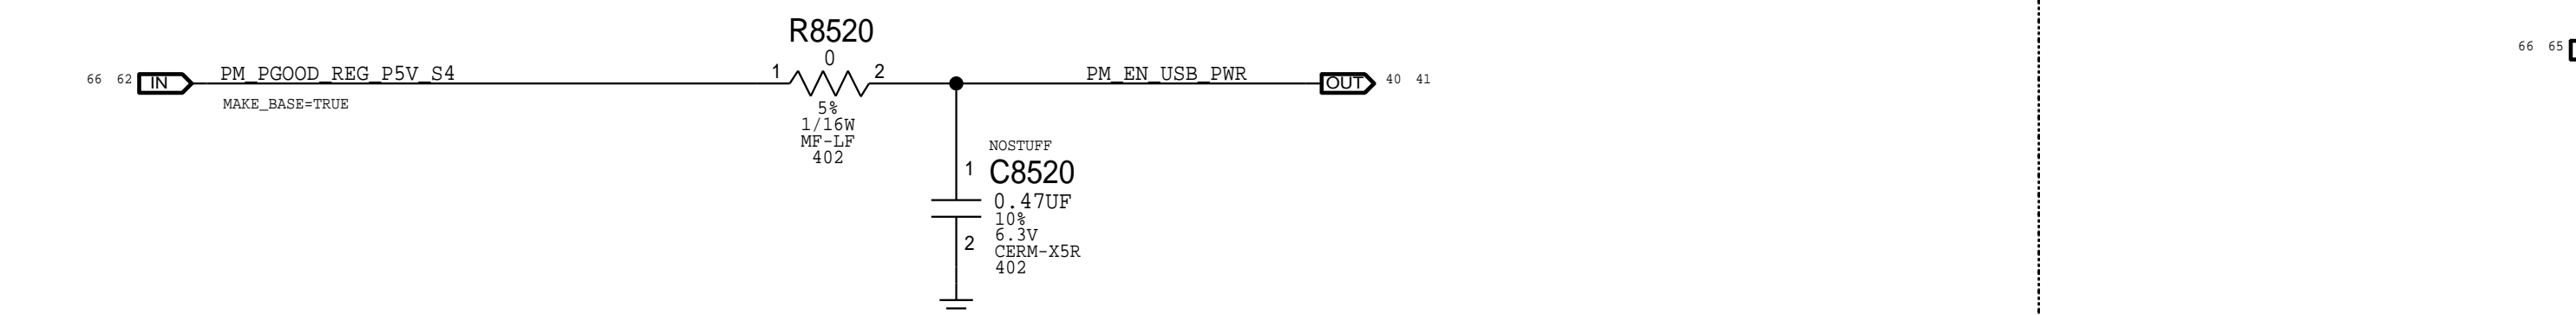 R8520
0
66 62 IN PM_PGOOD_REG_P5V_S4 1 2 PM_EN_USB_PWR OUT 40 41
MAKE_BASE=TRUE
5%
1/16W
MF-LF
402
NOSTUFF
1 C8520
0.47UF
10%
2 6.3V
CERM-X5R
402
66 65